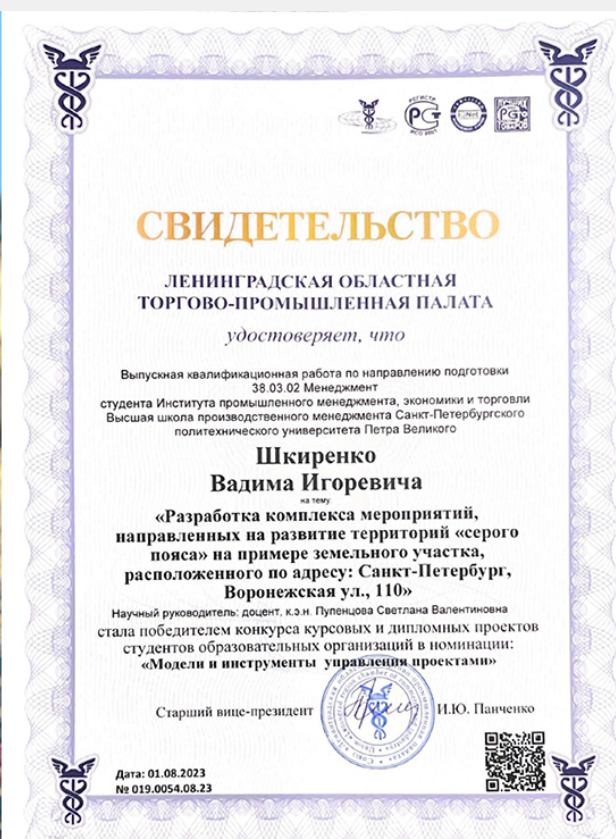 РЕГИСТР
РС
ИСО 9001
СВИДЕТЕЛЬСТВО
ЛЕНИНГРАДСКАЯ ОБЛАСТНАЯ
ТОРГОВО-ПРОМЫШЛЕННАЯ ПАЛАТА
удостоверяет, что
Выпускная квалификационная работа по направлению подготовки
38.03.02 Менеджмент
студента Института промышленного менеджмента, экономики и торговли
Высшая школа производственного менеджмента Санкт-Петербургского
политехнического университета Петра Великого
Шкиренко
Вадима Игоревича
на тему:
«Разработка комплекса мероприятий,
направленных на развитие территорий «серого
пояса» на примере земельного участка,
расположенного по адресу: Санкт-Петербург,
Воронежская ул., 110»
Научный руководитель: доцент, к.э.н. Пупенцова Светлана Валентиновна
стала победителем конкурса курсовых и дипломных проектов
студентов образовательных организаций в номинации:
«Модели и инструменты управления проектами»
Старший вице-президент
И.Ю. Панченко
Дата: 01.08.2023
№ 019.0054.08.23